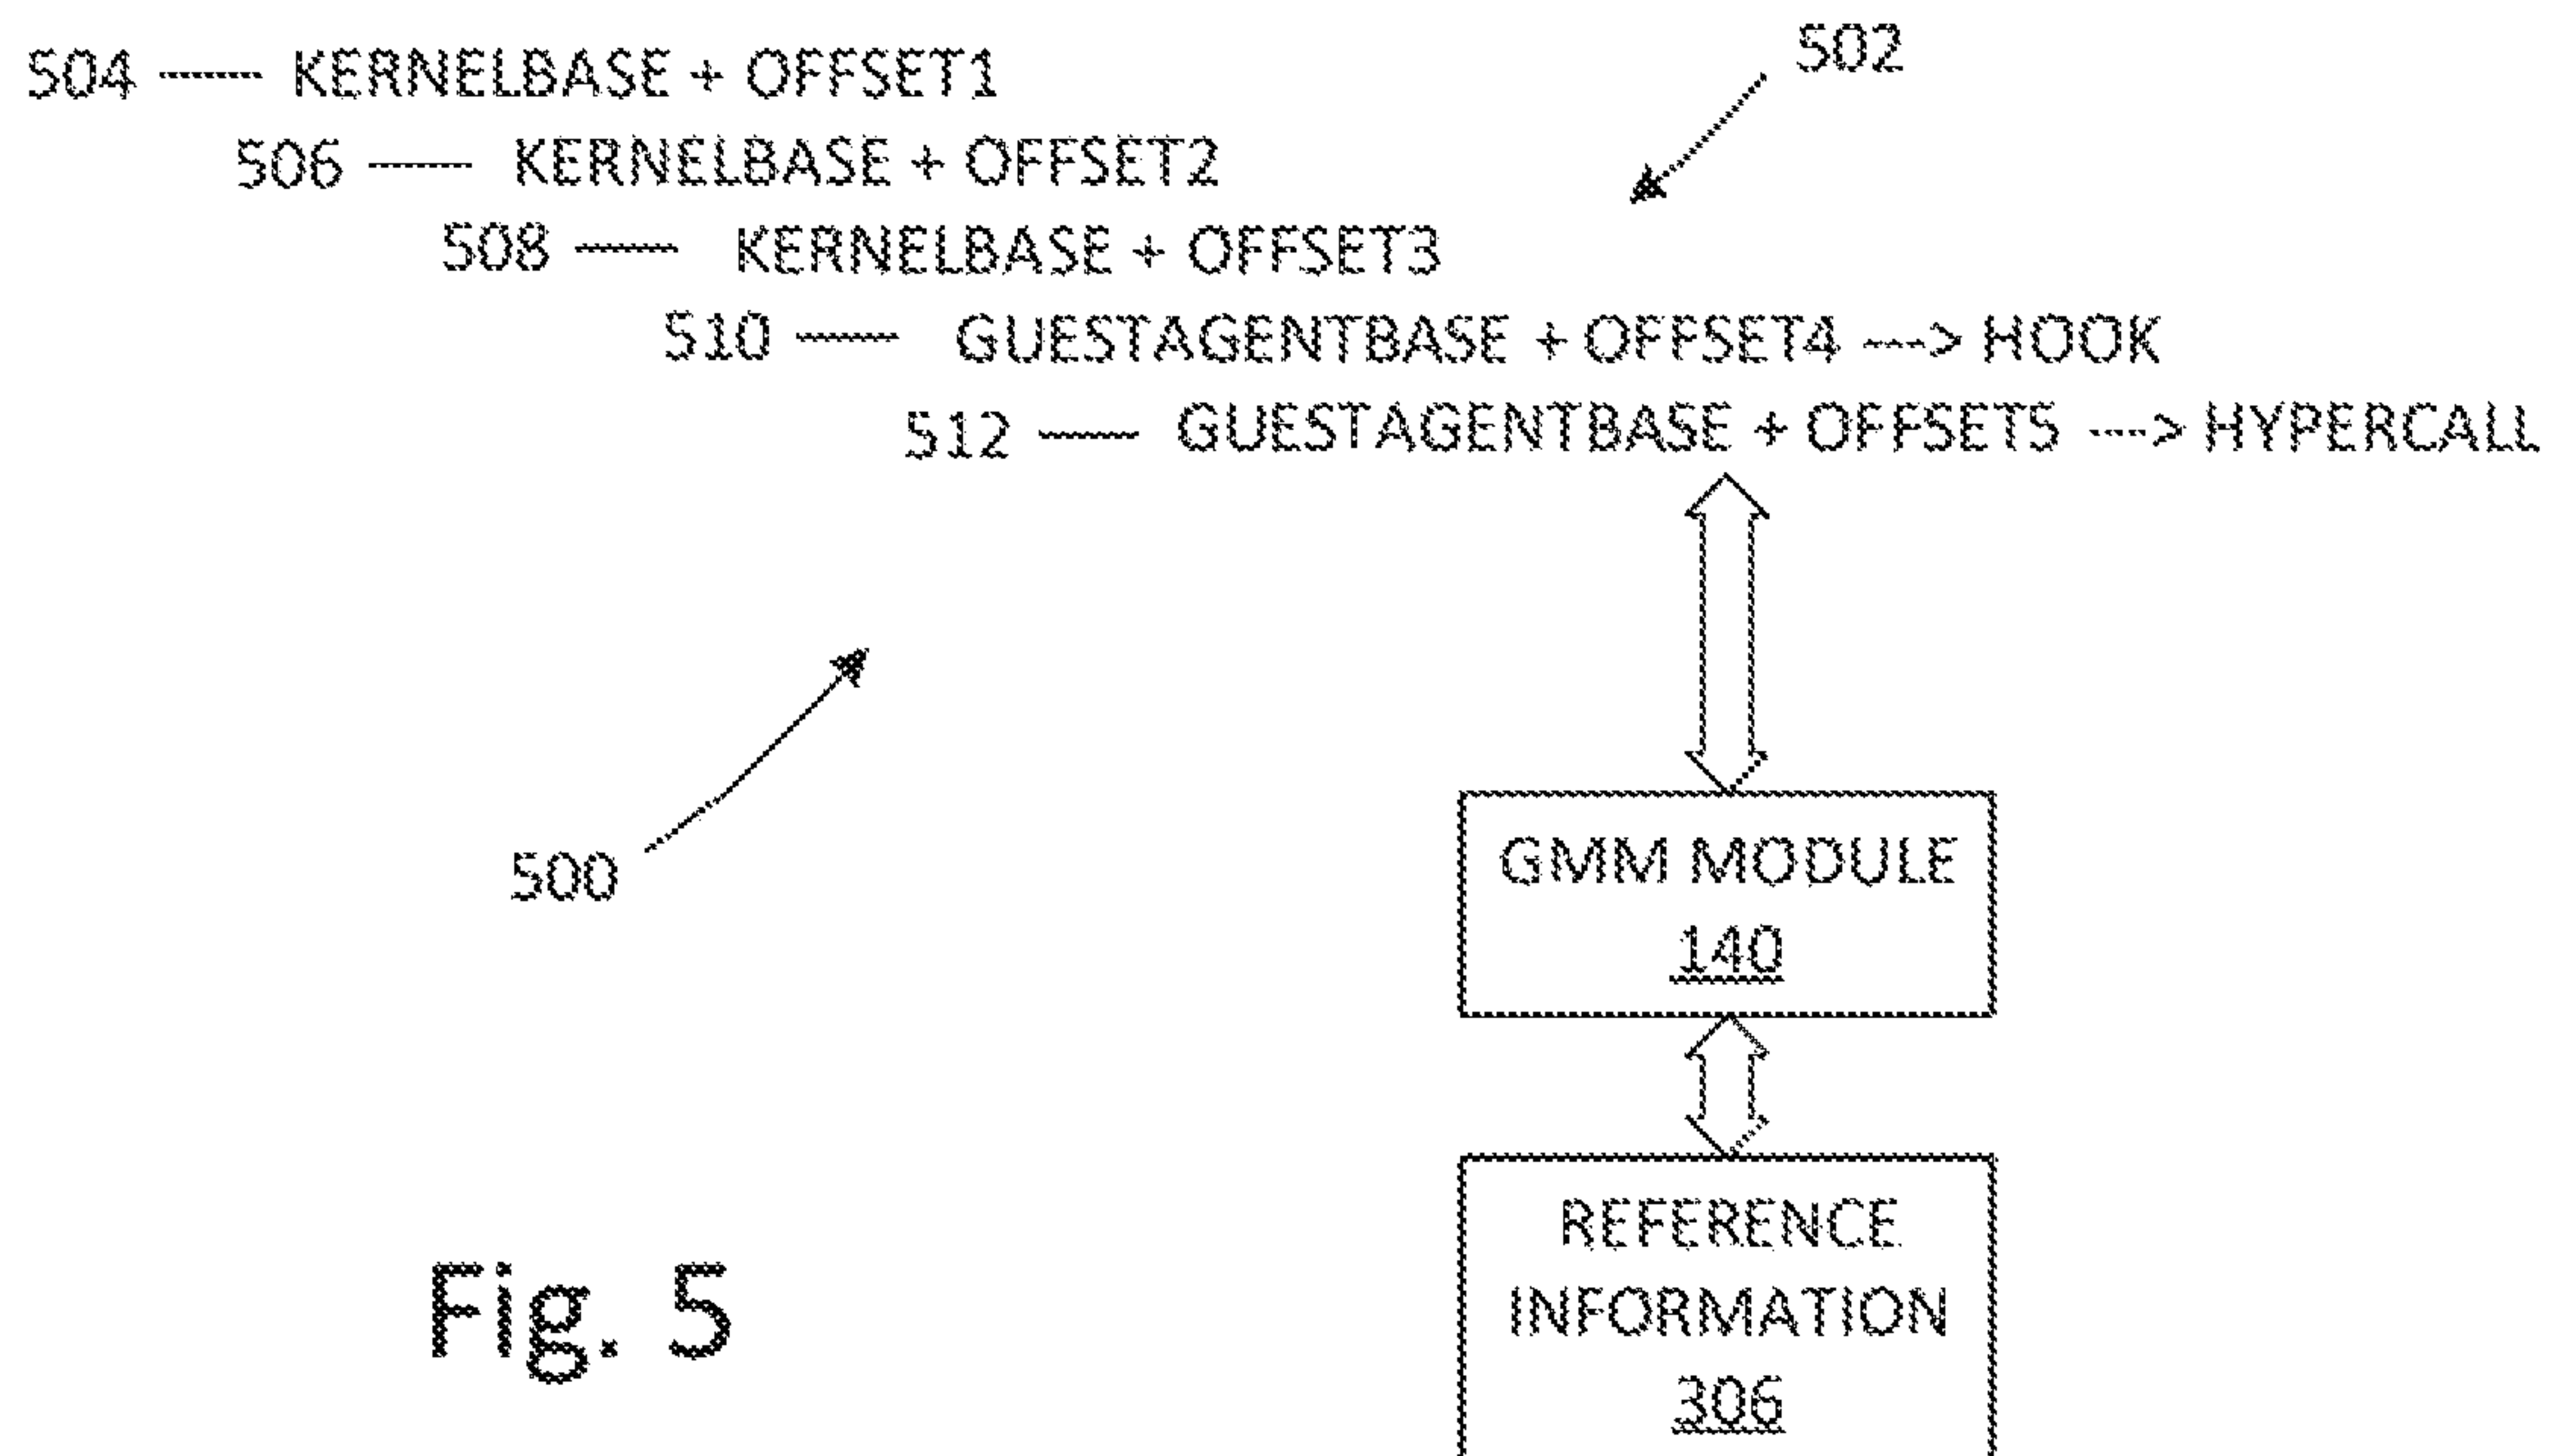 502
504 —— KERNELBASE + OFFSET1
506 —— KERNELBASE + OFFSET2
508 —— KERNELBASE + OFFSET3
510 —— GUESTAGENTBASE + OFFSET4 ---> HOOK
512 —— GUESTAGENTBASE + OFFSET5 ---> HYPERCALL
500
GMM MODULE
140
REFERENCE
INFORMATION
306
Fig. 5